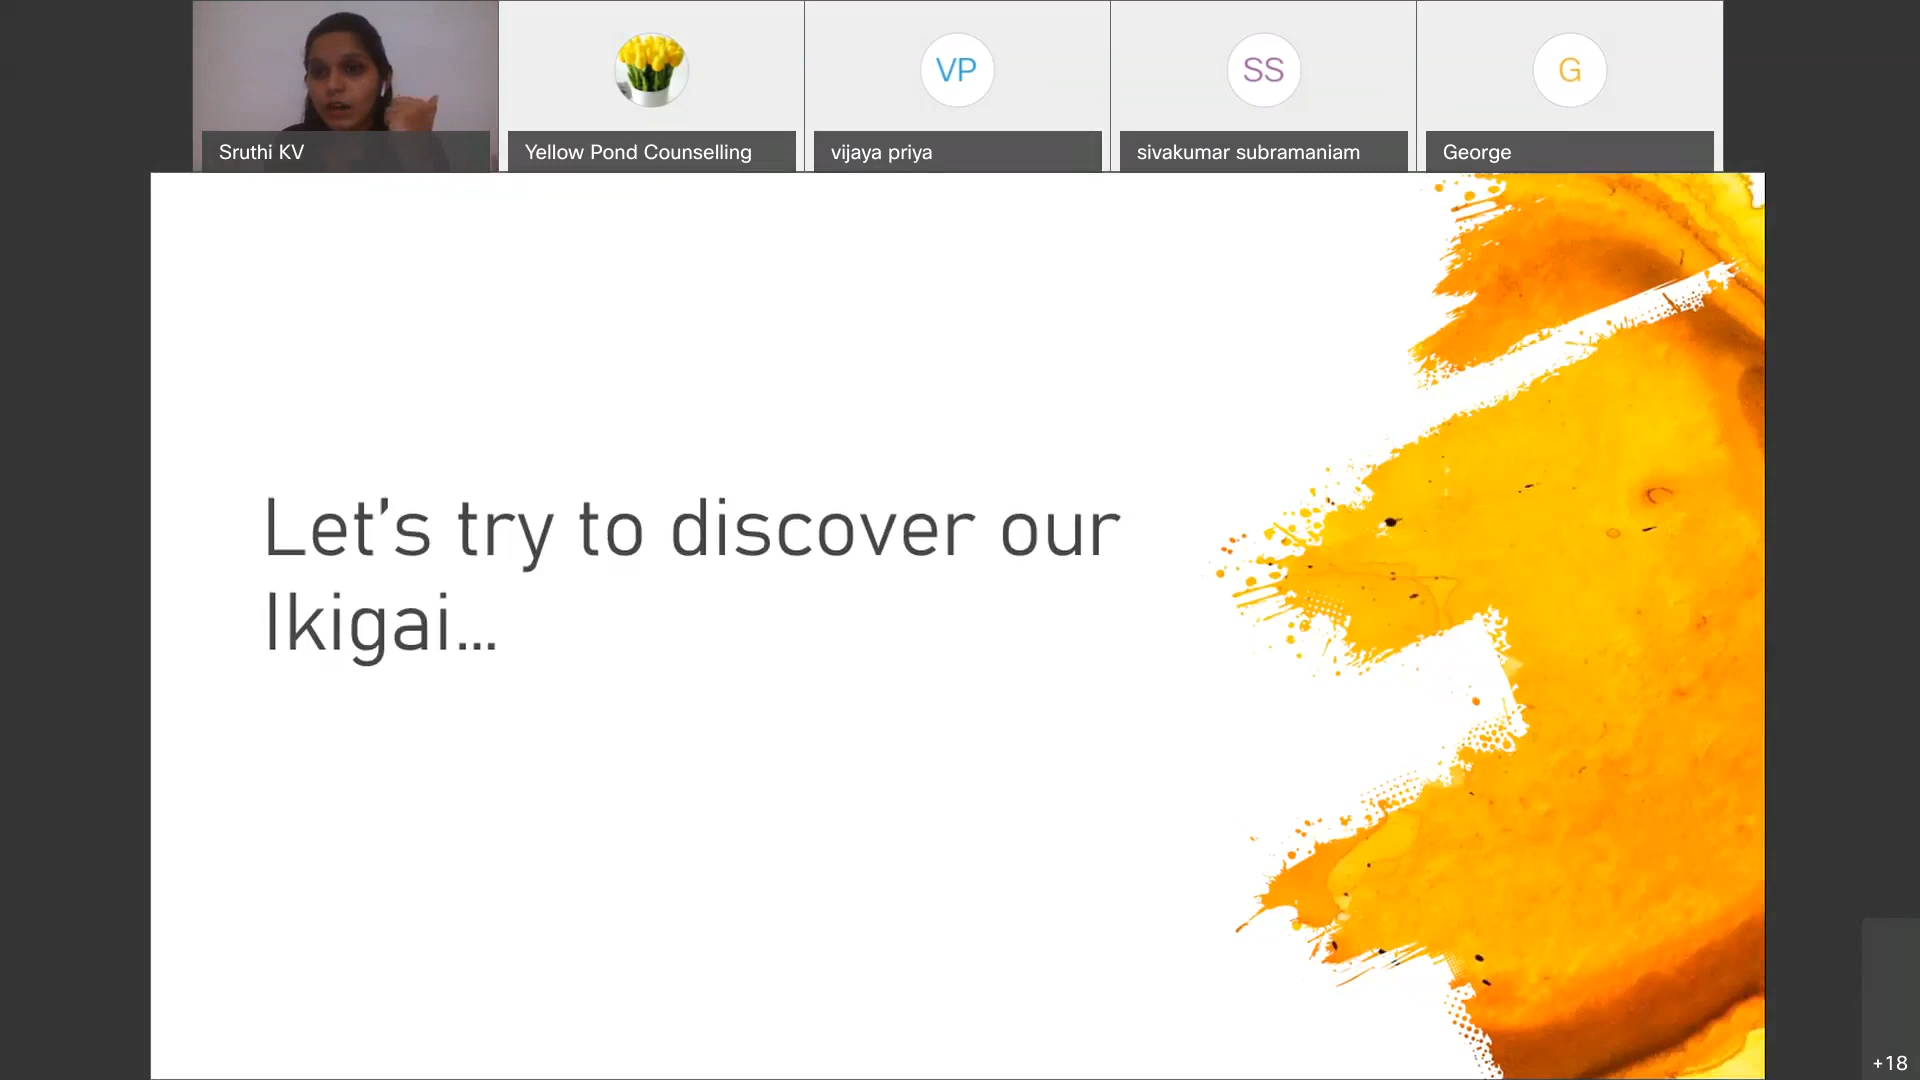 Sruthi KV
Yellow Pond Counselling
VP
vijaya priya
SS
sivakumar subramaniam
G
George
Let’s try to discover our
Ikigai...
+18